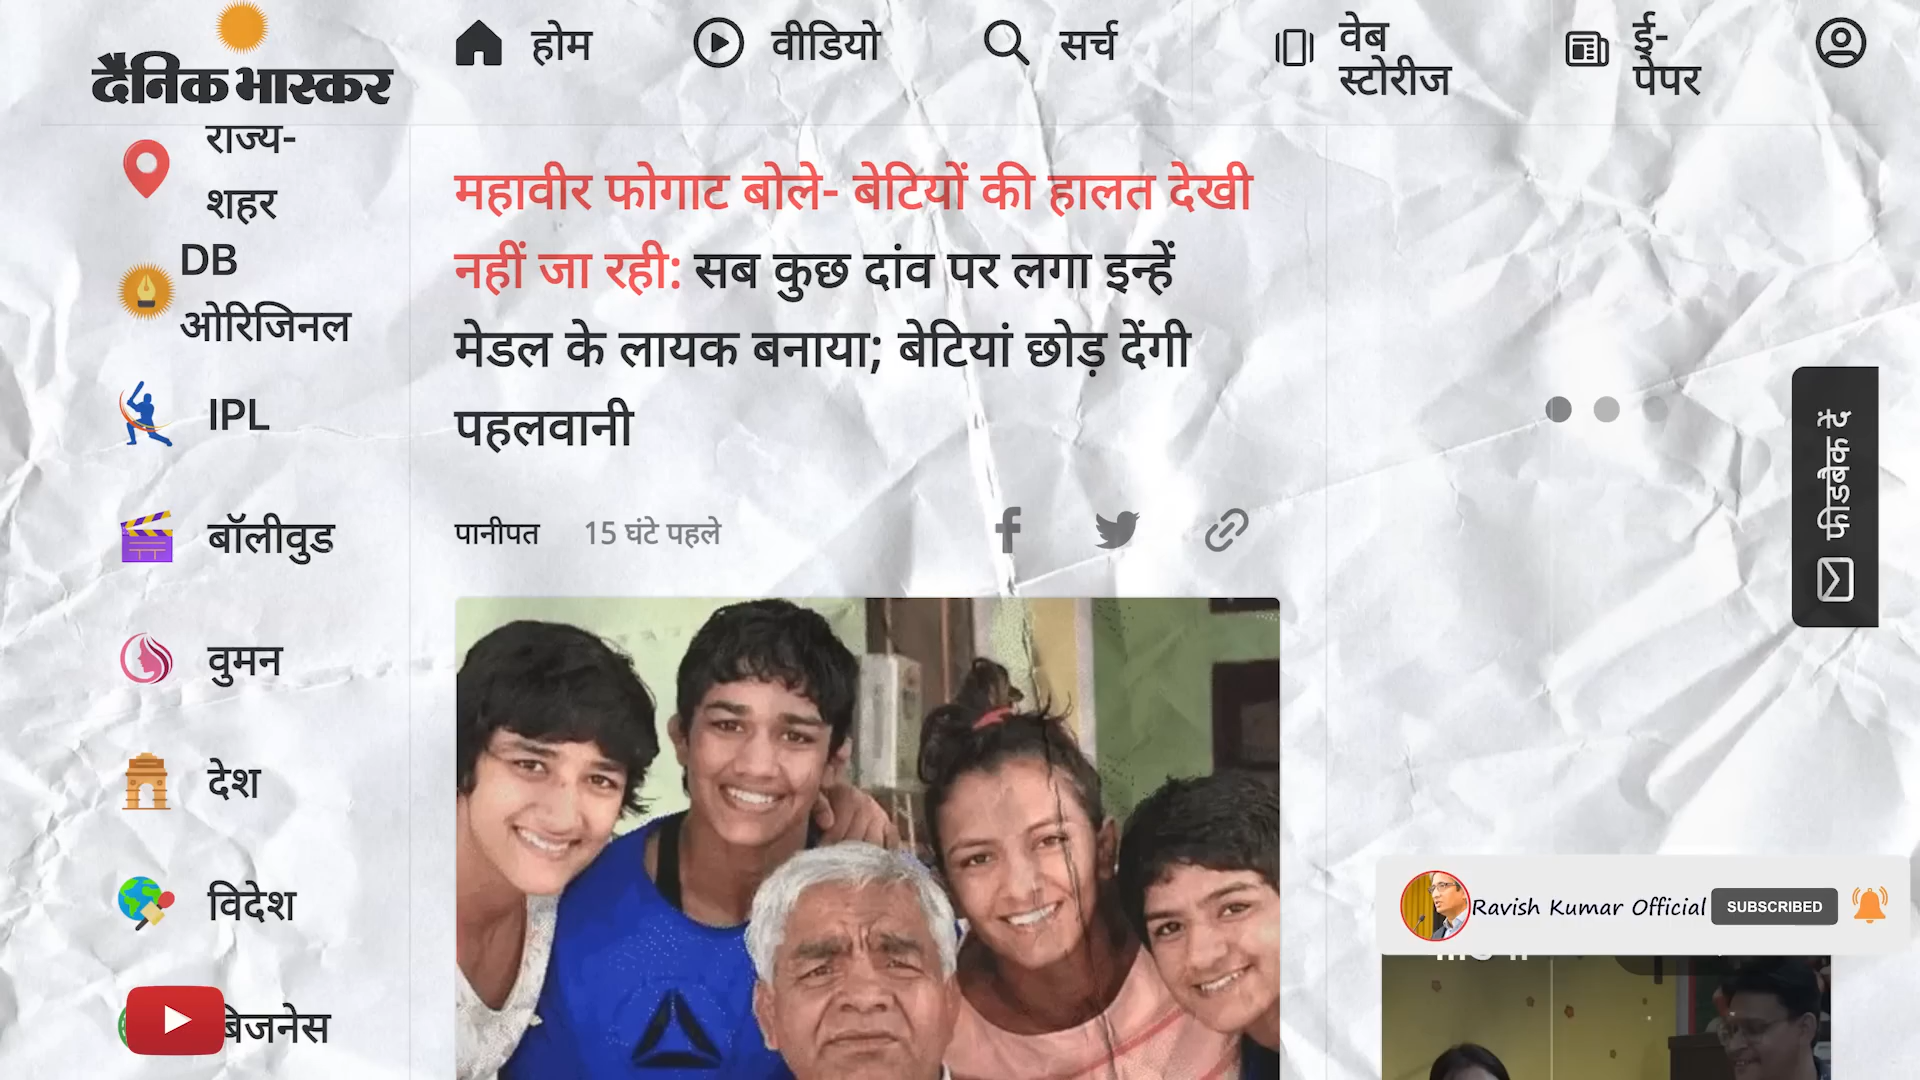 दैनिक भास्कर
होम
वीडियो
सर्च
वेब
स्टोरीज
ई-
पेपर
राज्य-
शहर
DB
ओरिजिनल
IPL
बॉलीवुड
वुमन
देश
विदेश
बिजनेस
महावीर फोगाट बोले- बेटियों की हालत देखी
नहीं जा रही: सब कुछ दांव पर लगा इन्हें
मेडल के लायक बनाया; बेटियां छोड़ देंगी
पहलवानी
पानीपत 15 घंटे पहले
फीडबैक दें
Ravish Kumar Official SUBSCRIBED